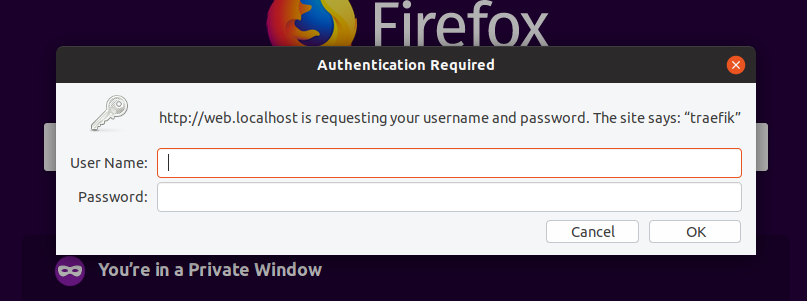 Firefox
Authentication Required
http://web.localhost is requesting your username and password. The site says: “traefik”
User Name:
Password:
Cancel OK
You’re in a Private Window